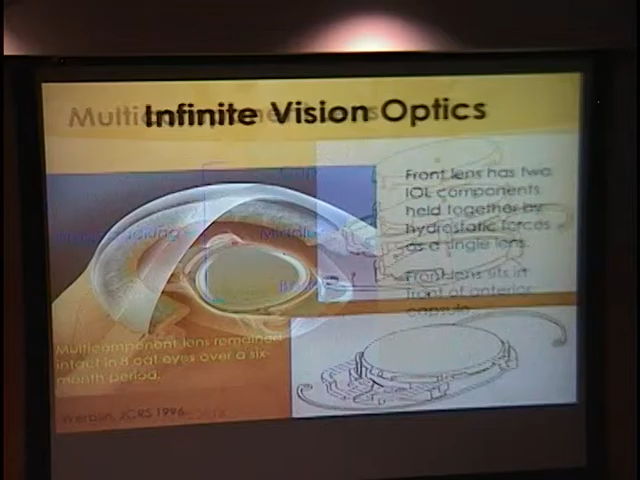 Infinite Vision Optics
Front lens has two
IOL components
held together by
hydrostatic forces
as a single lens.
Front lens sits in
front of anterior
capsule
Multicomponent lens remained
intact in 8 cat eyes over a six-
month period.
Werblin, JCRS 1996